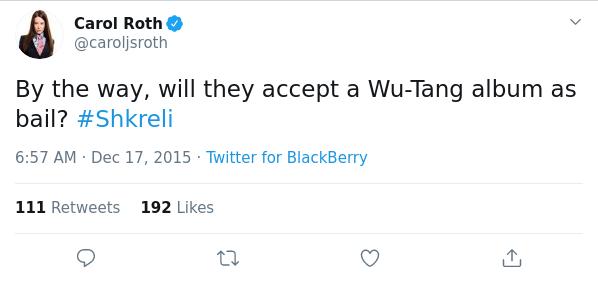 Carol Roth
@caroljsroth
By the way, will they accept a Wu-Tang album as
bail? #Shkreli
6:57 AM · Dec 17, 2015 · Twitter for BlackBerry
111 Retweets 192 Likes